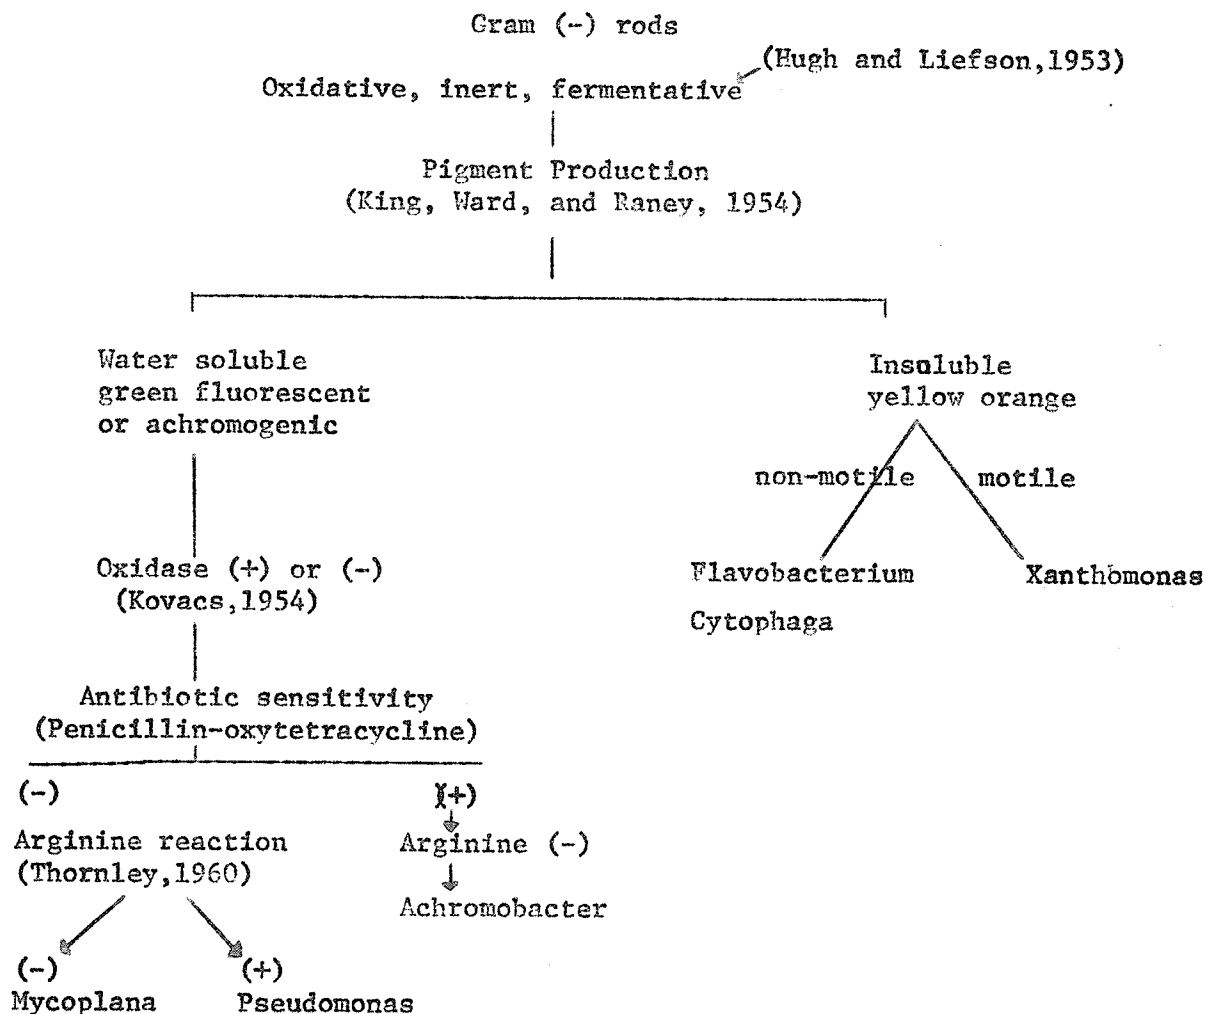 Gram (-) rods
(Hugh and Liefson,1953)
Oxidative, inert, fermentative
Pigment Production
(King, Ward, and Raney, 1954)
Water soluble
green fluorescent
or achromogenic
Insoluble
yellow orange
non-motile
motile
Oxidase (+) or (-)
(Kovacs,1954)
Flavobacterium
Xanthomonas
Cytophaga
Antibiotic sensitivity
(Penicillin-oxytetracycline)
(-)
(+)
Arginine reaction
(Thornley,1960)
Arginine (-)
Achromobacter
(-)
Mycoplana
(+)
Pseudomonas